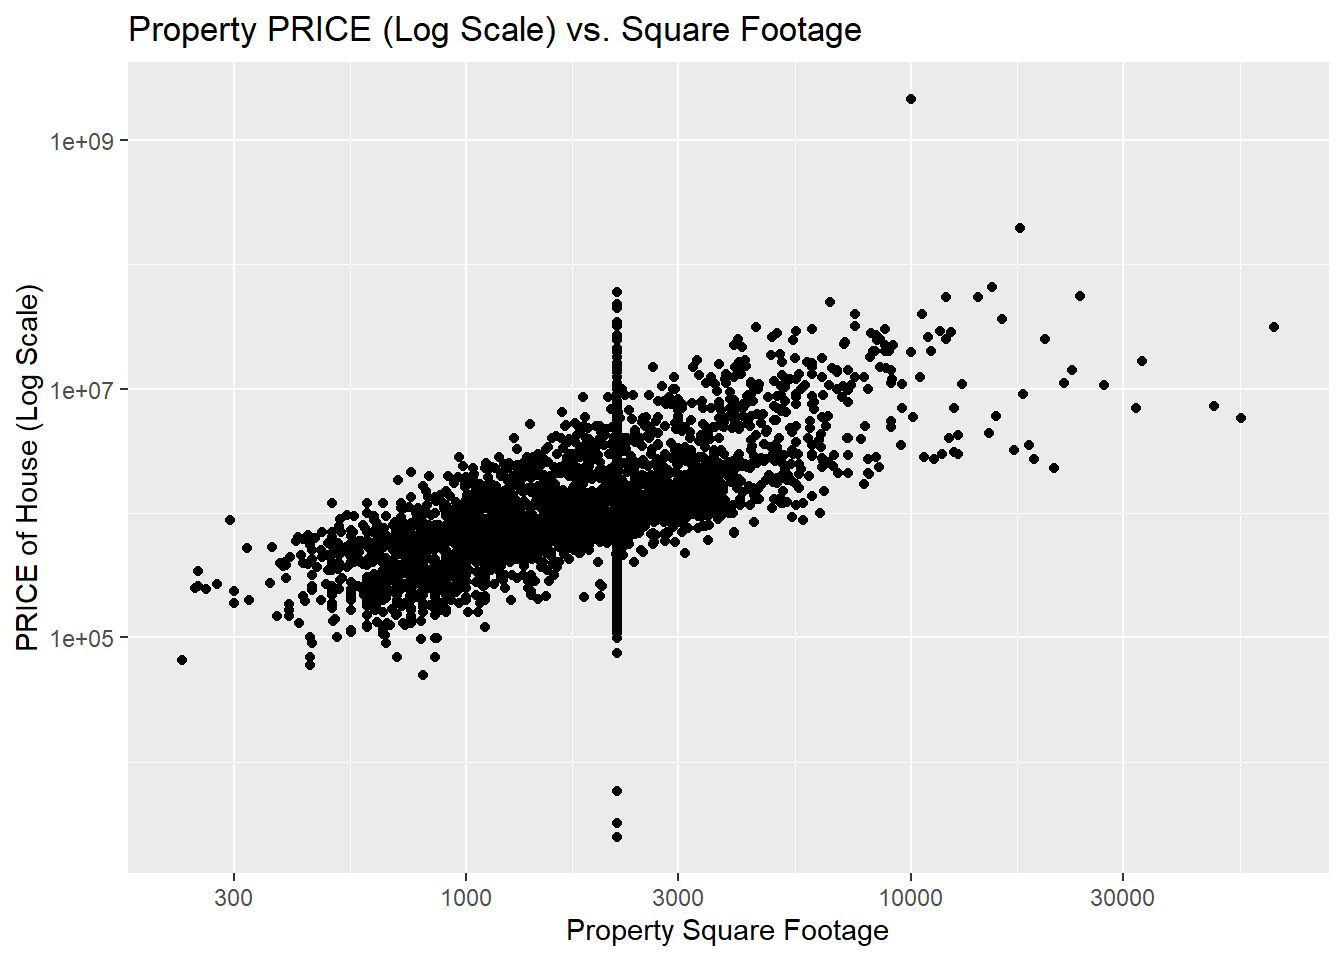 Property PRICE (Log Scale) vs. Square Footage
PRICE of House (Log Scale)
1e+09
1e+07
1e+05
300 1000 3000 10000 30000
Property Square Footage